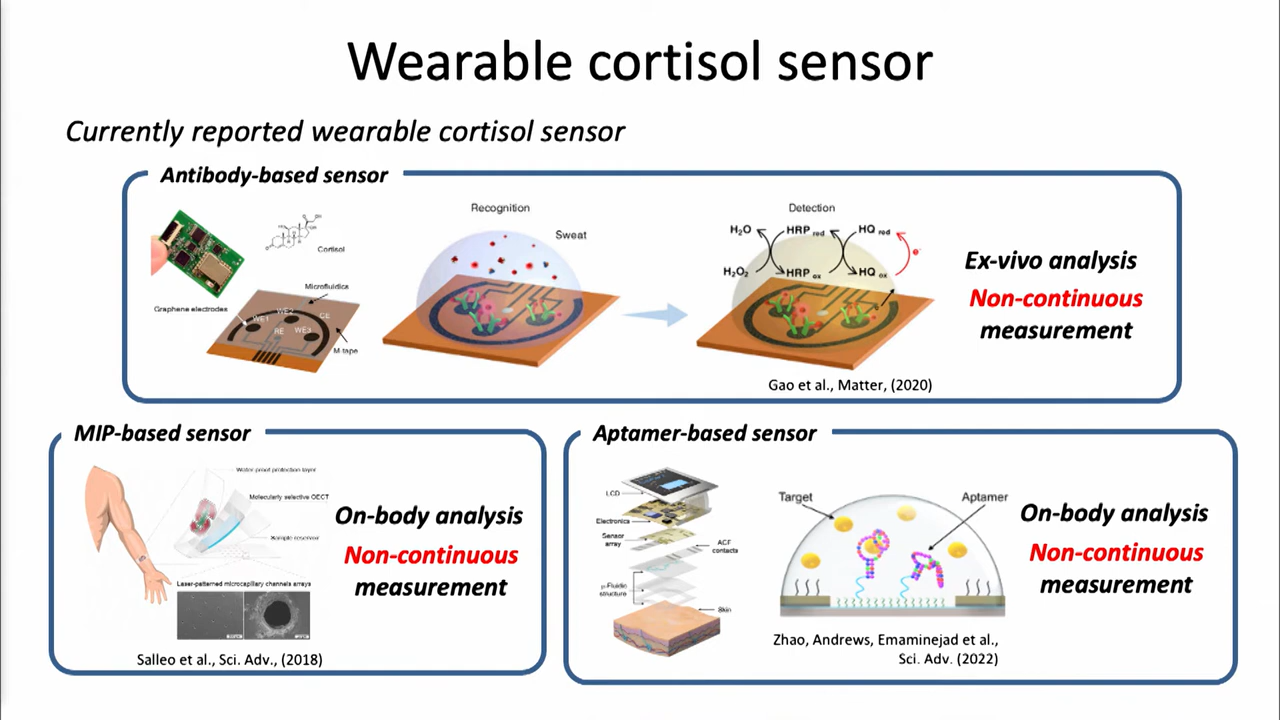 Wearable cortisol sensor
Currently reported wearable cortisol sensor
Antibody-based sensor
Cortisol
Microfluidics
Graphene electrodes
WE1
WE2
CE
RE
WE3
M-tape
Recognition
Sweat
Detection
H₂O
HRP red
HQ red
e⁻
H₂O₂
HRP ox
HQ ox
Ex-vivo analysis
Non-continuous
measurement
Gao et al., Matter, (2020)
MIP-based sensor
Water proof protection layer
Molecularly selective OECT
Sample reservoir
Laser-patterned microcapillary channels arrays
On-body analysis
Non-continuous
measurement
Salleo et al., Sci. Adv., (2018)
Aptamer-based sensor
LCD
Electronics
Sensor
array
ACF
contacts
μ-Fluidic
structure
Skin
Target
Aptamer
On-body analysis
Non-continuous
measurement
Zhao, Andrews, Emaminejad et al.,
Sci. Adv. (2022)